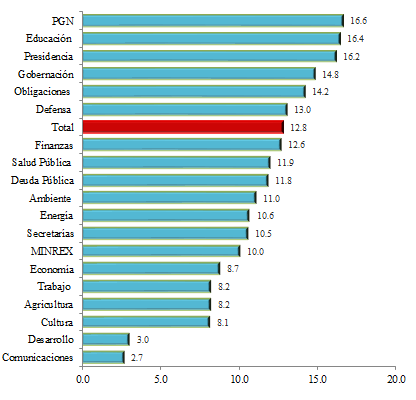 PGN 16.6
Educación 16.4
Presidencia 16.2
Gobernación 14.8
Obligaciones 14.2
Defensa 13.0
Total 12.8
Finanzas 12.6
Salud Pública 11.9
Deuda Pública 11.8
Ambiente 11.0
Energía 10.6
Secretarias 10.5
MINREX 10.0
Economia 8.7
Trabajo 8.2
Agricultura 8.2
Cultura 8.1
Desarrollo 3.0
Comunicaciones 2.7
0.0 5.0 10.0 15.0 20.0